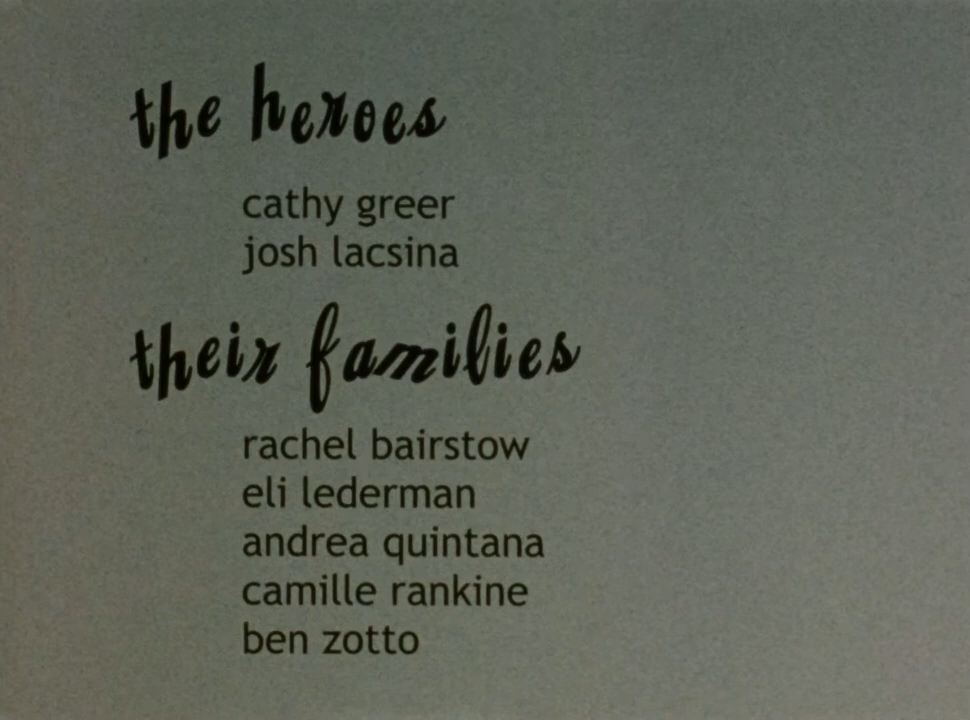 the heroes
cathy greer
josh lacsina
their families
rachel bairstow
eli lederman
andrea quintana
camille rankine
ben zotto